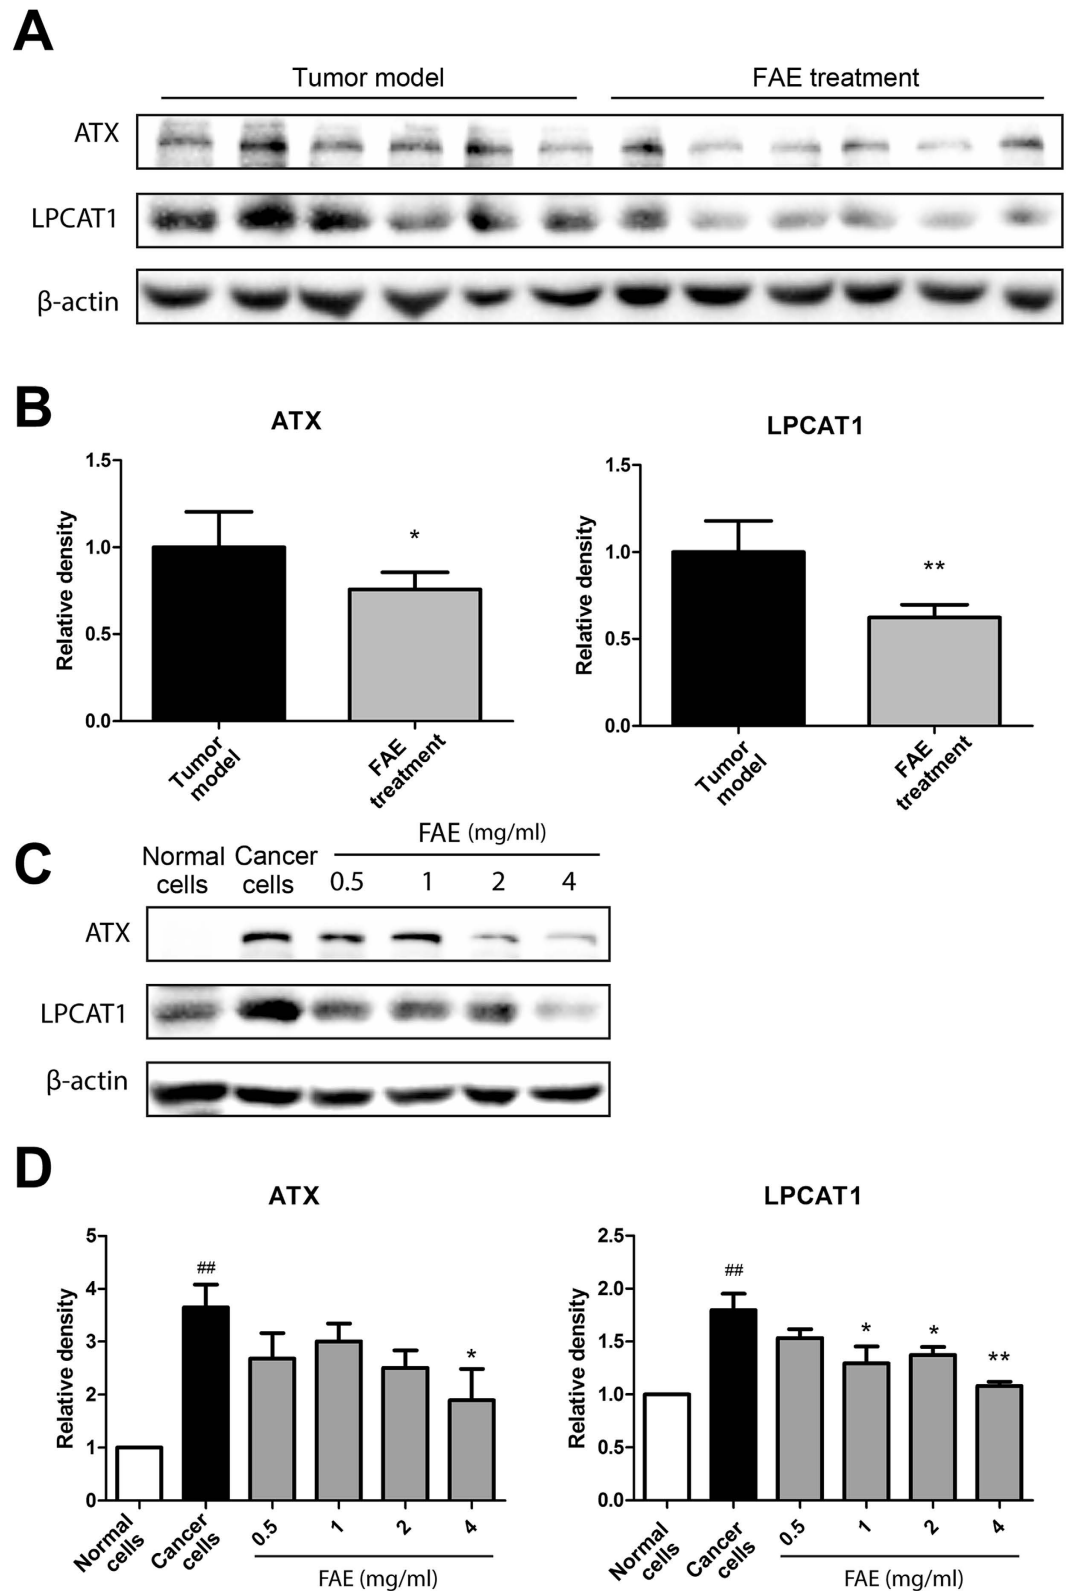 A
Tumor model FAE treatment
ATX
LPCAT1
β-actin
B
ATX LPCAT1
1.5 1.5
Relative density Relative density
1.0 1.0
* **
0.5 0.5
0.0 0.0
Tumor model FAE treatment Tumor model FAE treatment
C
FAE (mg/ml)
Normal cells Cancer cells 0.5 1 2 4
ATX
LPCAT1
β-actin
D
ATX LPCAT1
5 2.5
## ##
4 2.0
Relative density Relative density
3 * * 1.5 * **
2 1.0
1 0.5
0 0.0
Normal cells Cancer cells 0.5 1 2 4 Normal cells Cancer cells 0.5 1 2 4
FAE (mg/ml) FAE (mg/ml)